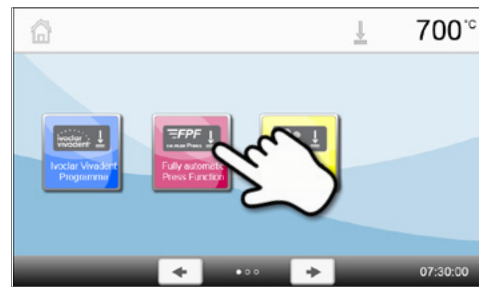 700°C
ivoclar
vivadent
FPF
Ivoclar Vivadent
Programme
Fully automatic
Press Function
07:30:00